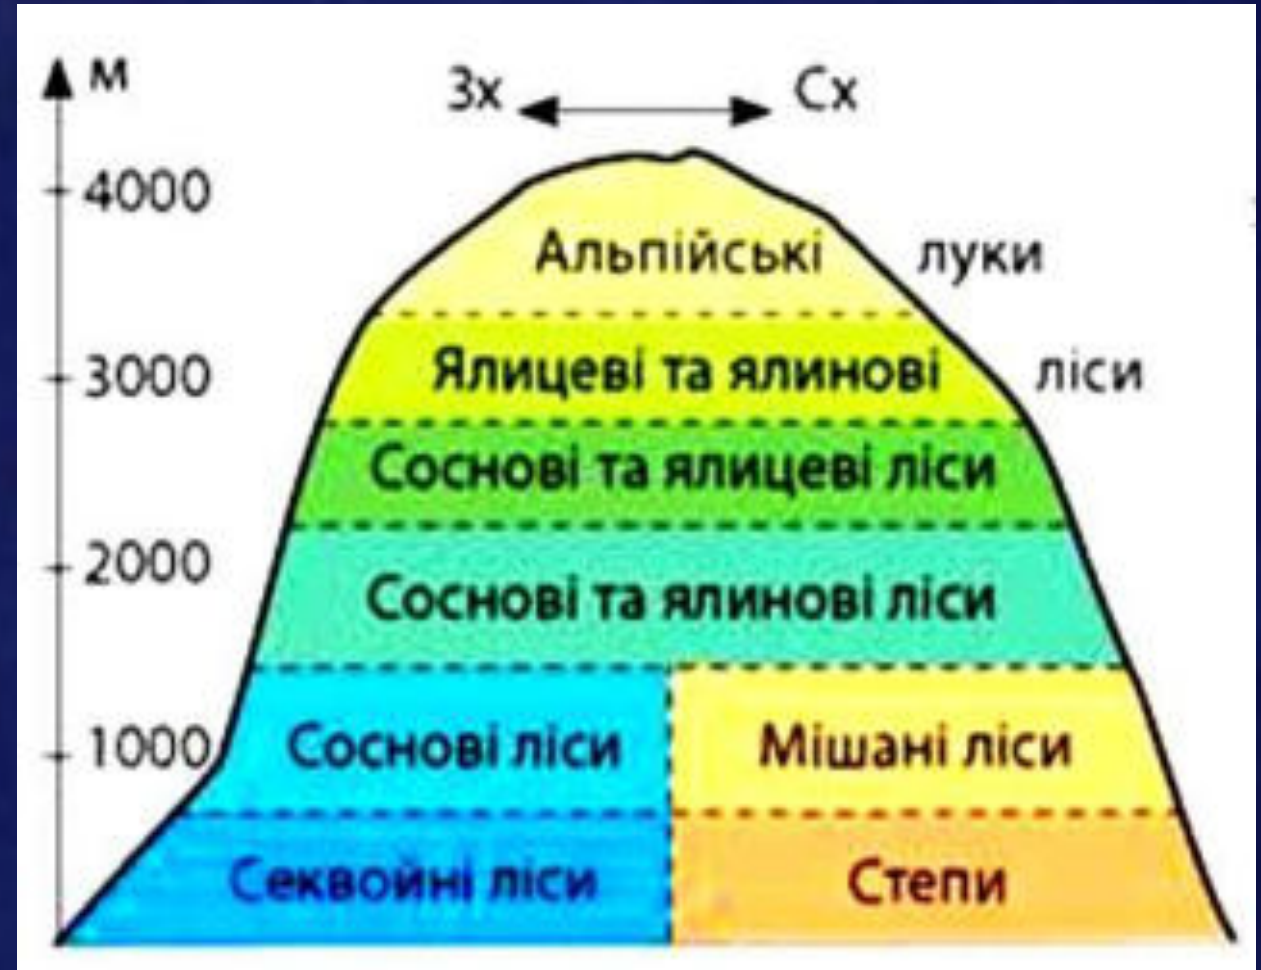 м
Зх Сх
4000
Альпійські луки
3000
Ялицеві та ялинові ліси
Соснові та ялицеві ліси
2000
Соснові та ялинові ліси
1000
Соснові ліси Мішані ліси
Секвойні ліси Степи